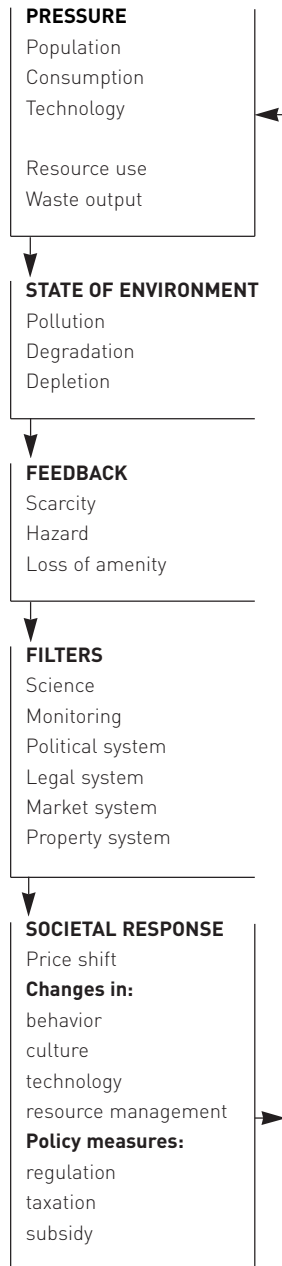 PRESSURE
Population
Consumption
Technology
Resource use
Waste output
STATE OF ENVIRONMENT
Pollution
Degradation
Depletion
FEEDBACK
Scarcity
Hazard
Loss of amenity
FILTERS
Science
Monitoring
Political system
Legal system
Market system
Property system
SOCIETAL RESPONSE
Price shift
Changes in:
behavior
culture
technology
resource management
Policy measures:
regulation
taxation
subsidy